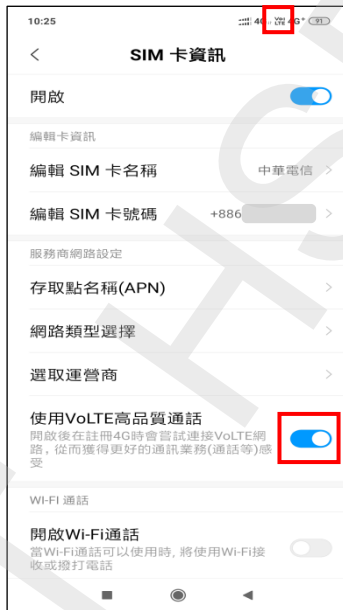 10:25 4G VoI LTE 4G+ 91
SIM 卡資訊
開啟
編輯卡資訊
編輯 SIM 卡名稱 中華電信
編輯 SIM 卡號碼 +886
服務商網路設定
存取點名稱(APN)
網路類型選擇
選取運營商
使用VoLTE高品質通話
開啟後在註冊4G時會嘗試連接VoLTE網
路, 從而獲得更好的通訊業務(通話等)感
受
WI-FI 通話
開啟Wi-Fi通話
當Wi-Fi通話可以使用時, 將使用Wi-Fi接
收或撥打電話